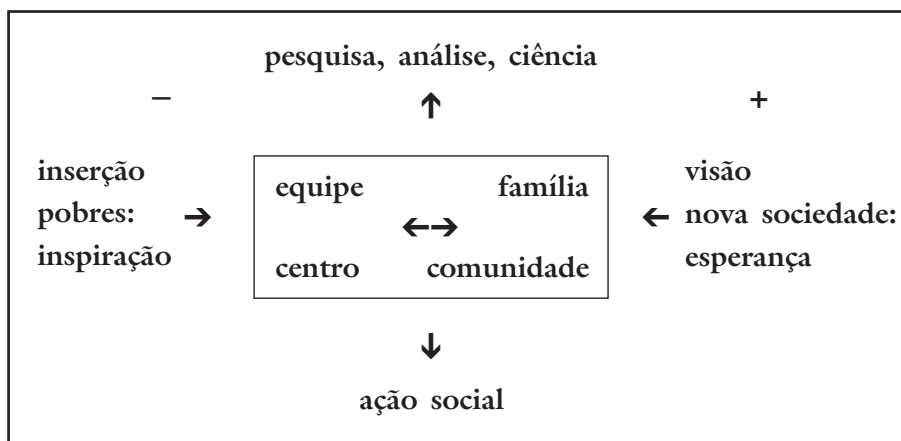 pesquisa, análise, ciência
– ↑ +
inserção
pobres: →
inspiração
equipe família
←→
centro comunidade
visão
← nova sociedade:
esperança
↓
ação social